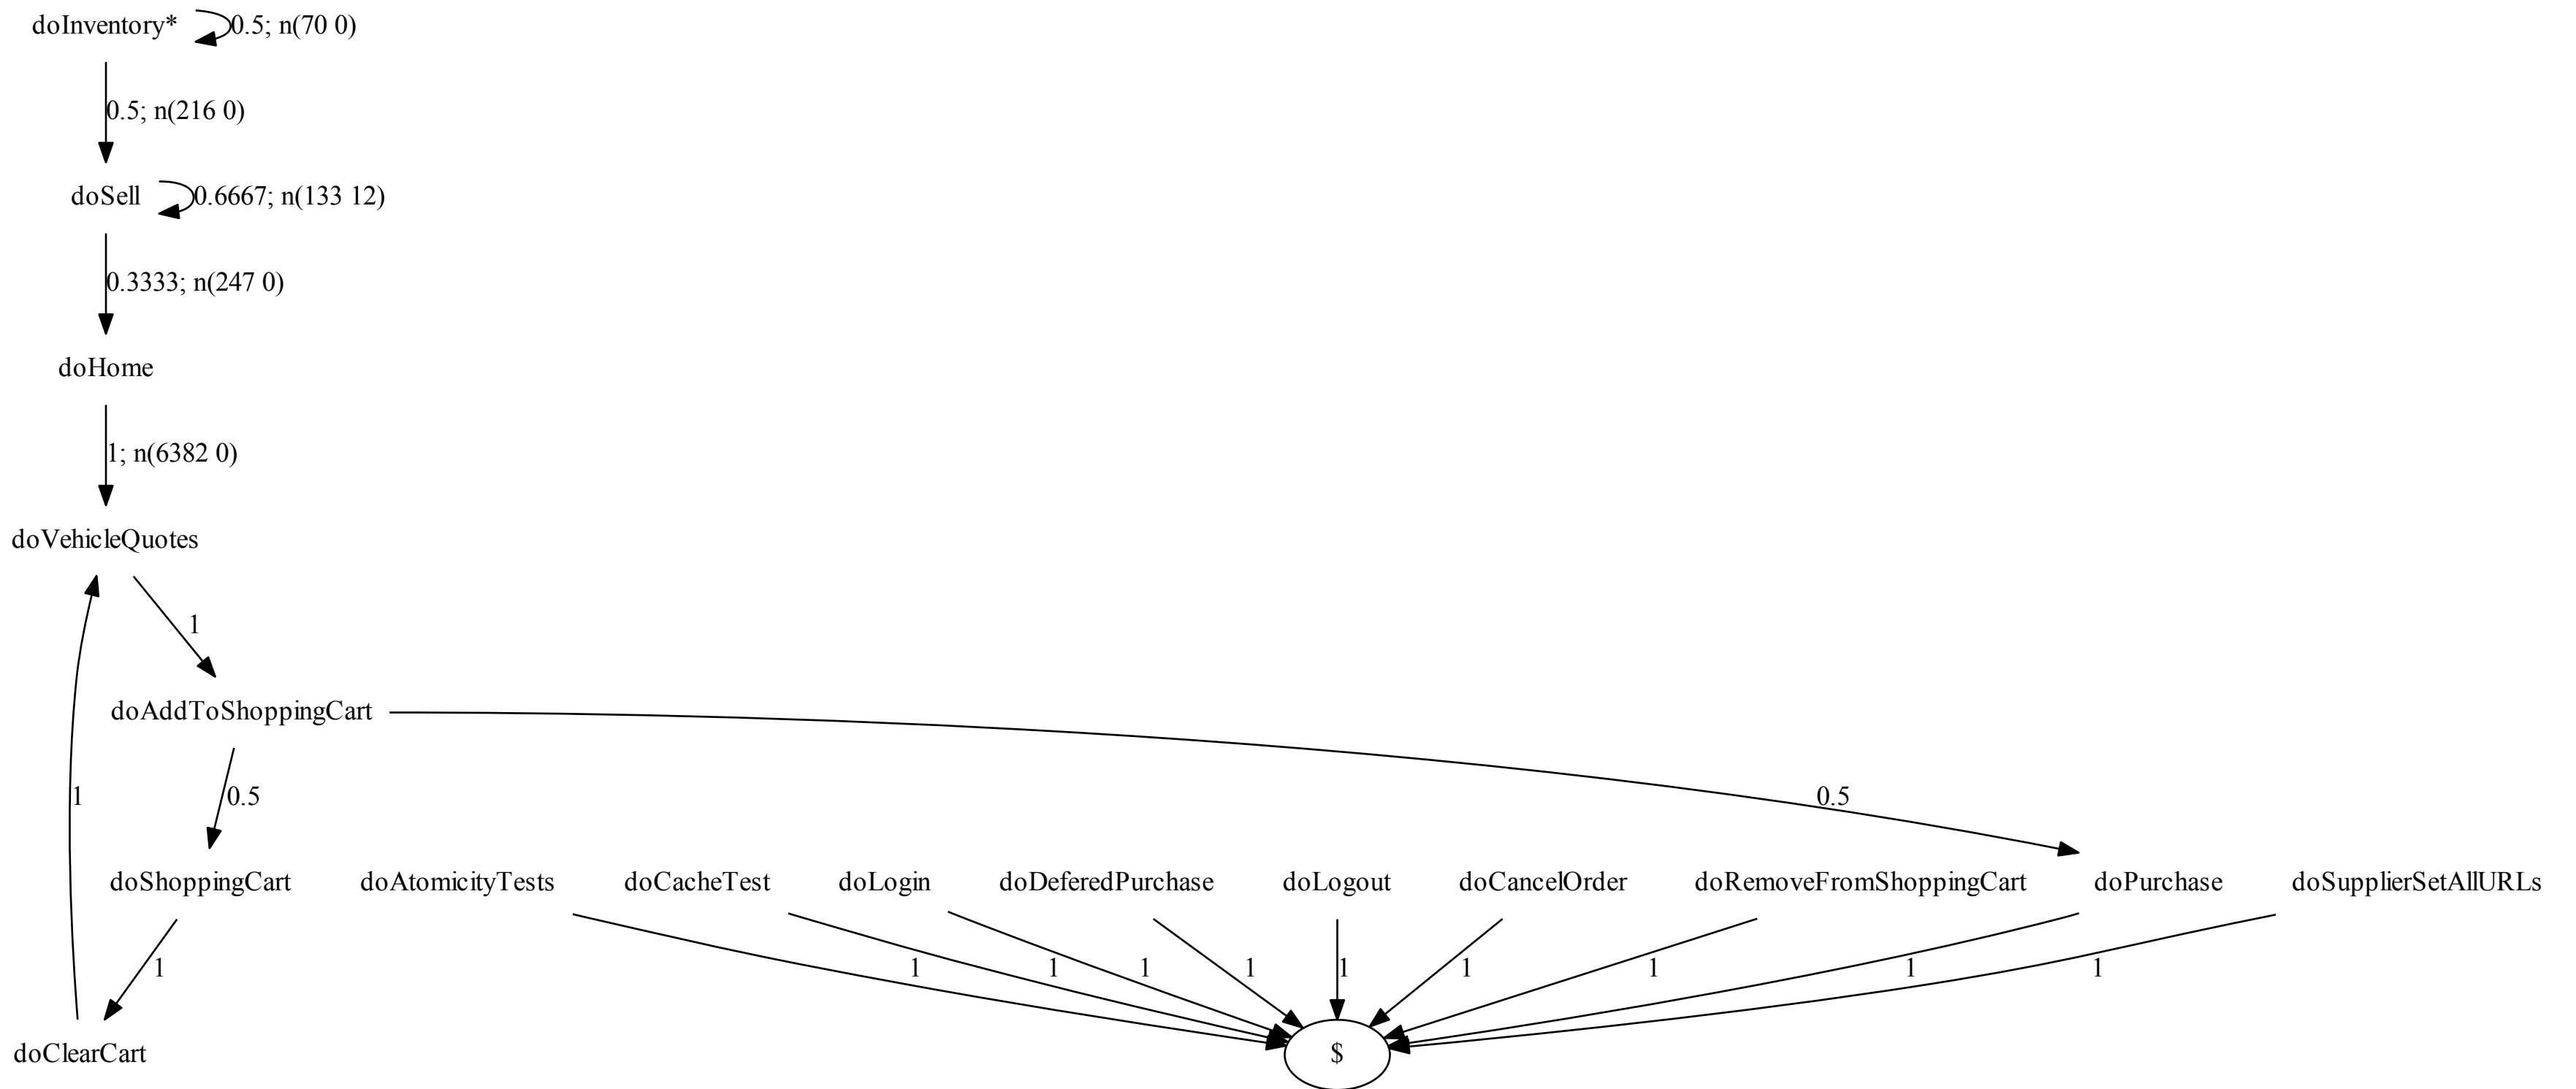 doInventory*
0.5; n(70 0)
0.5; n(216 0)
doSell
0.6667; n(133 12)
0.3333; n(247 0)
doHome
1; n(6382 0)
doVehicleQuotes
1
doAddToShoppingCart
1
0.5
0.5
doShoppingCart
doAtomicityTests
doCacheTest
doLogin
doDeferedPurchase
doLogout
doCancelOrder
doRemoveFromShoppingCart
doPurchase
doSupplierSetAllURLs
1
1
1
1
1
1
1
1
1
1
doClearCart
$